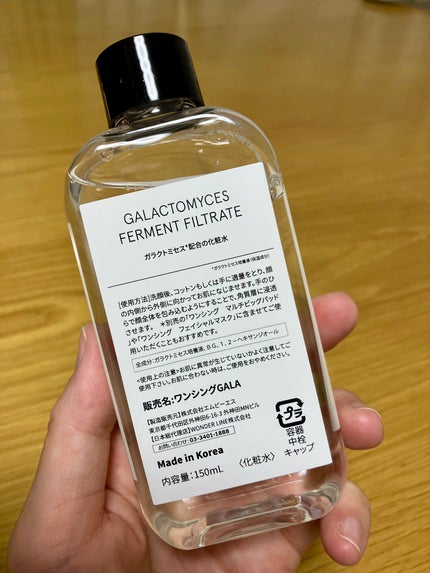 GALACTOMYCES
FERMENT FILTRATE
ガラクトミセス*配合の化粧水
*ガラクトミセス培養液(保湿成分)
[使用方法]洗顔後、コットンもしくは手に適量をとり、顔
の内側から外側に向かってお肌になじませます。手のひ
らで顔全体を包み込むようにすることで、角質層に浸透
させます。 *別売の「ワンシング マルチビッグパッド
」や「ワンシング フェイシャルマスク」に含ませてご使
用いただくこともおすすめです。
全成分:ガラクトミセス培養液、BG、1,2-ヘキサンジオール
<使用上の注意>お肌に異常が生じていないかよく注意してご
使用下さい。お肌に合わない時は、ご使用をおやめください。
販売名:ワンシングGALA
【製造販売元】株式会社エムビーエス
東京都千代田区外神田6-16-3 外神田MNビル
【日本総代理店】WONDER LINE株式会社
お問い合わせ 03-3401-1888
Made in Korea
内容量:150mL
〈化粧水〉
プラ
容器
中栓
キャップ